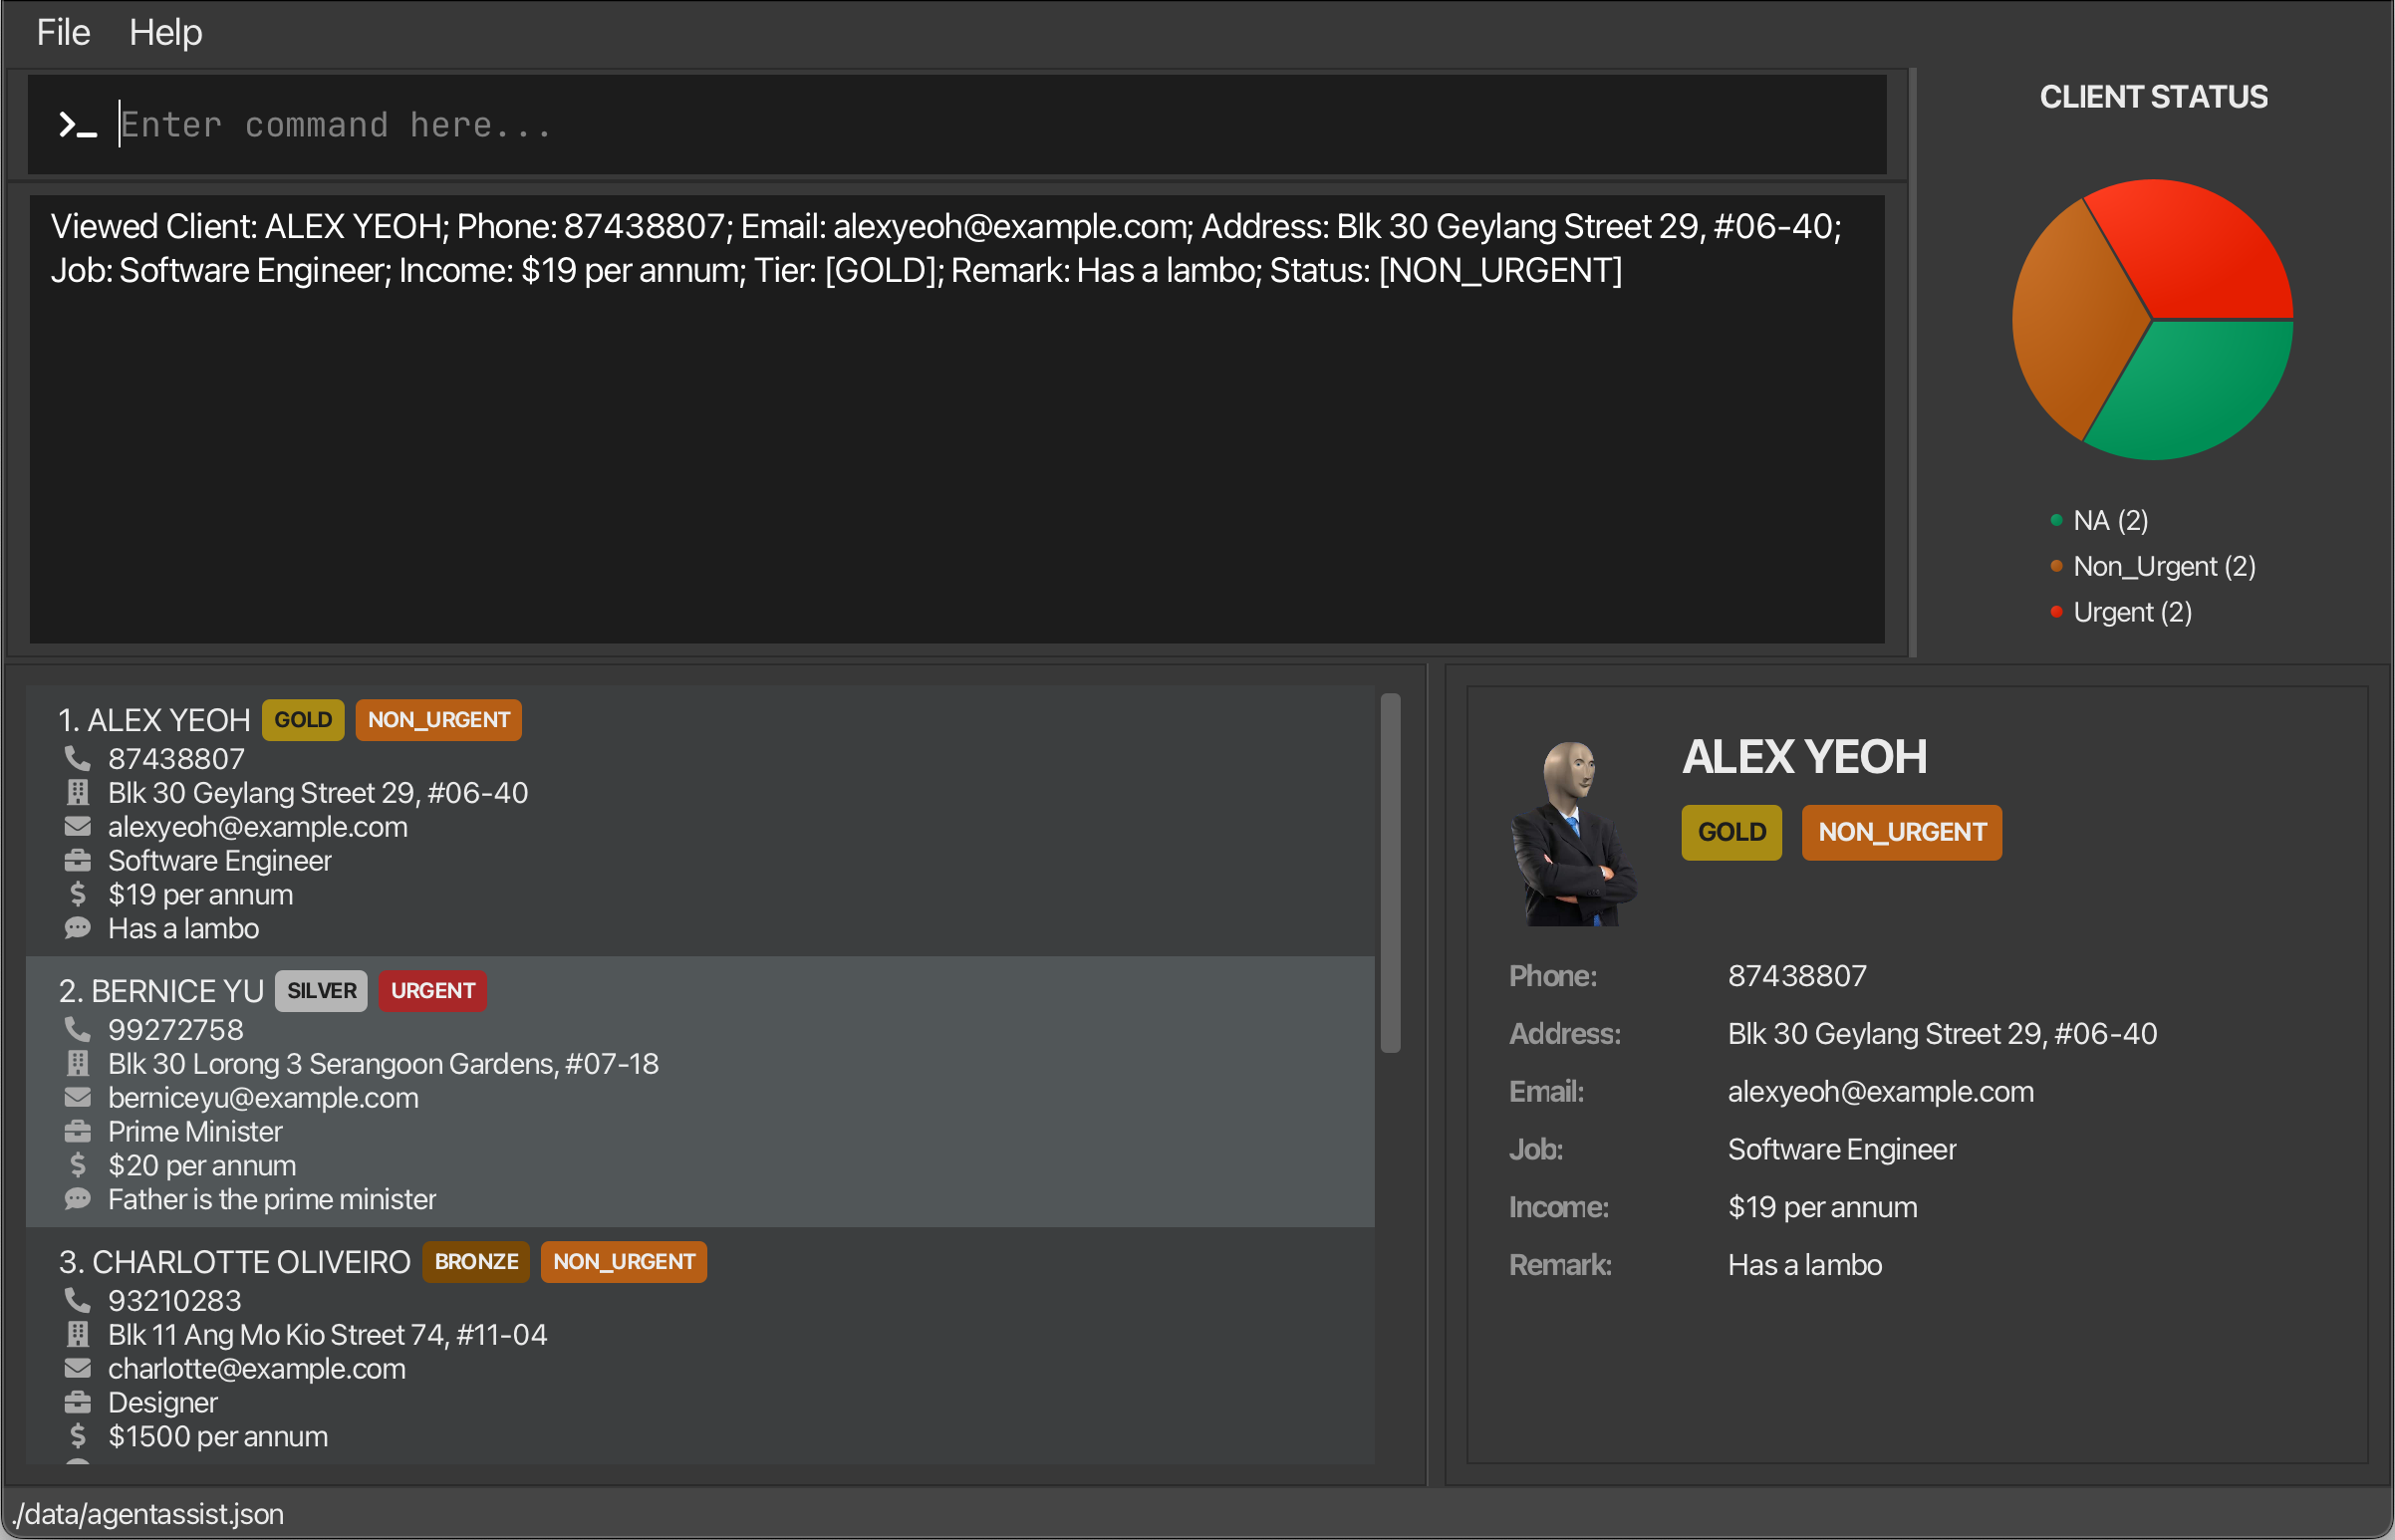 File Help
Enter command here...
Viewed Client: ALEX YEOH; Phone: 87438807; Email: alexyeoh@example.com; Address: Blk 30 Geylang Street 29, #06-40;
Job: Software Engineer; Income: $19 per annum; Tier: [GOLD]; Remark: Has a lambo; Status: [NON_URGENT]
CLIENT STATUS
NA (2)
Non_Urgent (2)
Urgent (2)
1. ALEX YEOH GOLD NON_URGENT
87438807
Blk 30 Geylang Street 29, #06-40
alexyeoh@example.com
Software Engineer
$19 per annum
Has a lambo
2. BERNICE YU SILVER URGENT
99272758
Blk 30 Lorong 3 Serangoon Gardens, #07-18
berniceyu@example.com
Prime Minister
$20 per annum
Father is the prime minister
3. CHARLOTTE OLIVEIRO BRONZE NON_URGENT
93210283
Blk 11 Ang Mo Kio Street 74, #11-04
charlotte@example.com
Designer
$1500 per annum
ALEX YEOH
GOLD NON_URGENT
Phone: 87438807
Address: Blk 30 Geylang Street 29, #06-40
Email: alexyeoh@example.com
Job: Software Engineer
Income: $19 per annum
Remark: Has a lambo
./data/agentassist.json